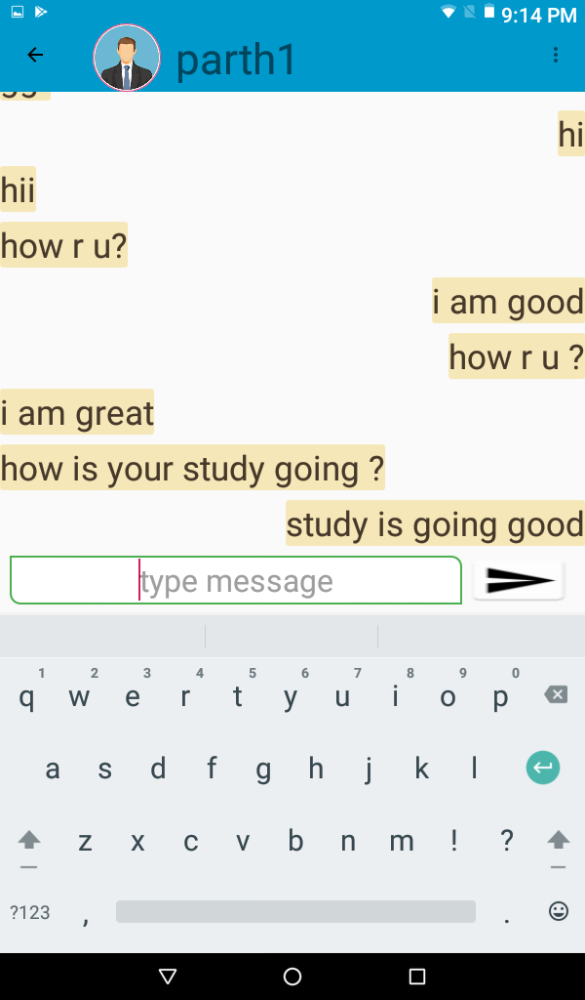 9:14 PM
parth1
hi
hii
how r u?
i am good
how r u ?
i am great
how is your study going ?
study is going good
type message
1 2 3 4 5 6 7 8 9 0
q w e r t y u i o p
a s d f g h j k l
z x c v b n m ! ?
?123 , .